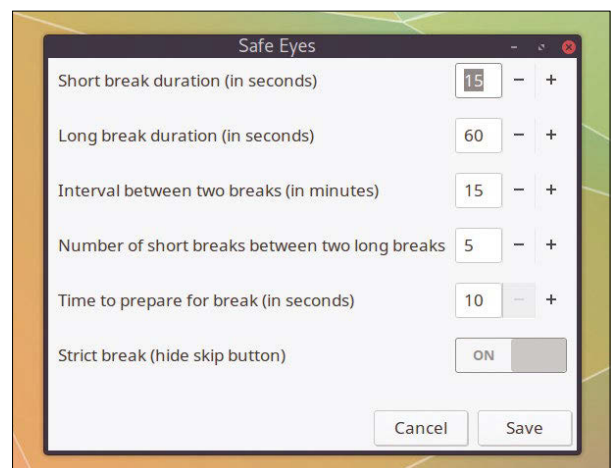 Safe Eyes
Short break duration (in seconds) 15 − +
Long break duration (in seconds) 60 − +
Interval between two breaks (in minutes) 15 − +
Number of short breaks between two long breaks 5 − +
Time to prepare for break (in seconds) 10 − +
Strict break (hide skip button) ON
Cancel Save